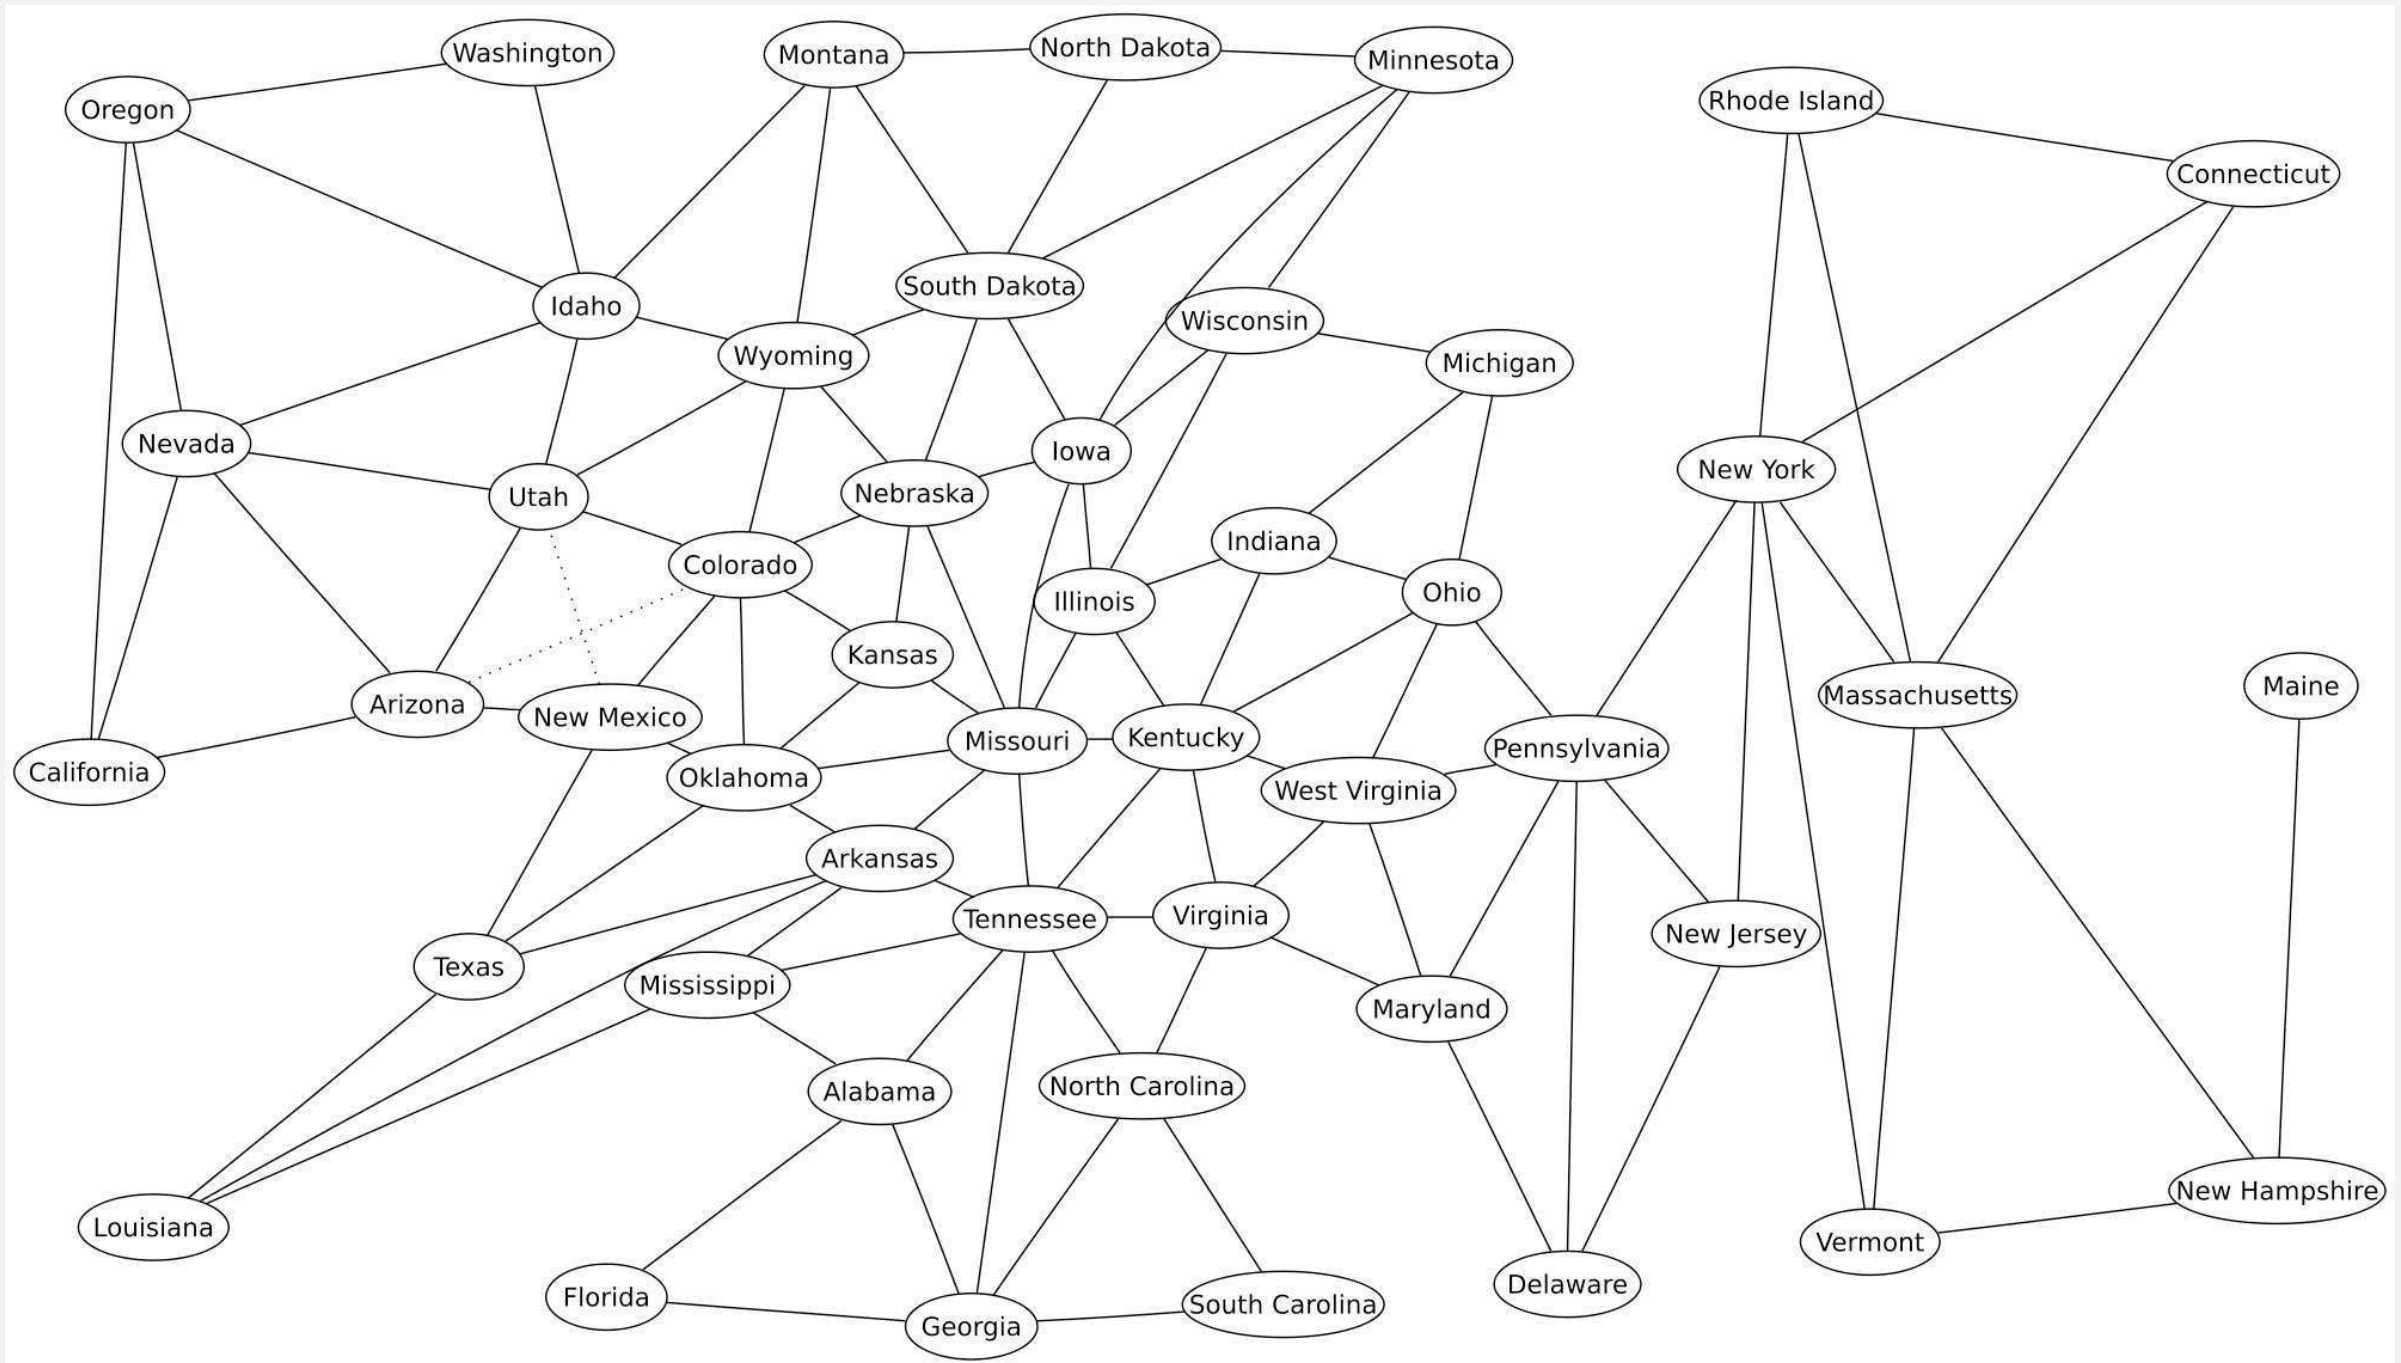 Washington
Montana
North Dakota
Minnesota
Oregon
Rhode Island
Connecticut
Idaho
South Dakota
Wisconsin
Wyoming
Michigan
Nevada
Iowa
New York
Utah
Nebraska
Indiana
Colorado
Illinois
Ohio
Kansas
Maine
Massachusetts
Arizona
New Mexico
Missouri
Kentucky
Pennsylvania
California
Oklahoma
West Virginia
Arkansas
Tennessee
Virginia
New Jersey
Texas
Mississippi
Maryland
Alabama
North Carolina
New Hampshire
Louisiana
Vermont
Delaware
Florida
South Carolina
Georgia